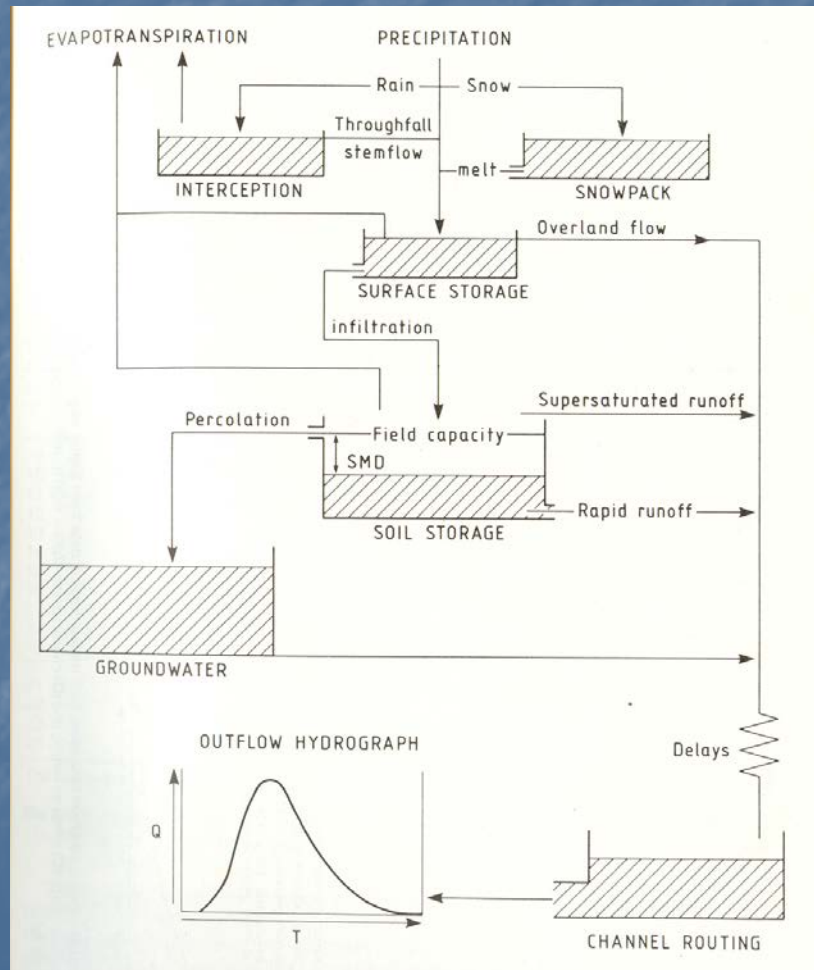 EVAPOTRANSPIRATION
PRECIPITATION
Rain
Snow
Throughfall
stemflow
melt
INTERCEPTION
SNOWPACK
Overland flow
SURFACE STORAGE
infiltration
Supersaturated runoff
Percolation
Field capacity
SMD
Rapid runoff
SOIL STORAGE
GROUNDWATER
OUTFLOW HYDROGRAPH
Delays
Q
T
CHANNEL ROUTING